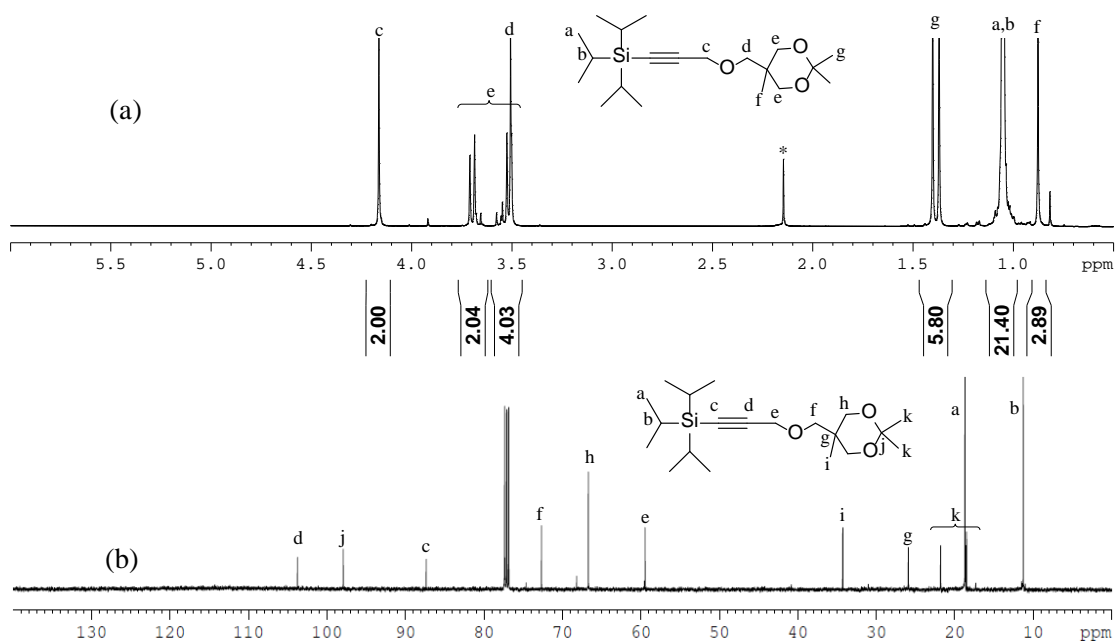 c d g a,b f
a b Si c O d e O g O f e
e
(a)
*
5.5 5.0 4.5 4.0 3.5 3.0 2.5 2.0 1.5 1.0 ppm
2.00 2.04 4.03 5.80 21.40 2.89
a b Si c d e O f h O k g O j k i
a b
h
f e i k
d j c g
(b)
130 120 110 100 90 80 70 60 50 40 30 20 10 ppm